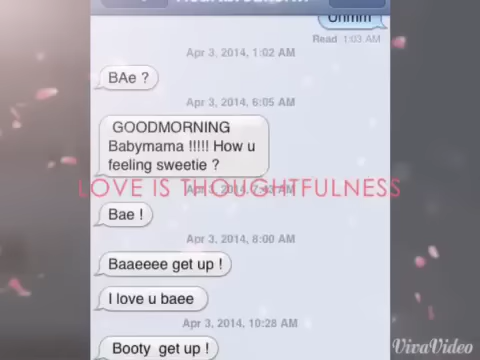 Uhmm
Read 1:03 AM
Apr 3, 2014, 1:02 AM
BAe ?
Apr 3, 2014, 6:05 AM
GOODMORNING
Babymama !!!!! How u
feeling sweetie ?
LOVE IS THOUGHTFULNESS
Bae !
Apr 3, 2014, 8:00 AM
Baaeeee get up !
I love u baee
Apr 3, 2014, 10:28 AM
Booty get up !
VivaVideo